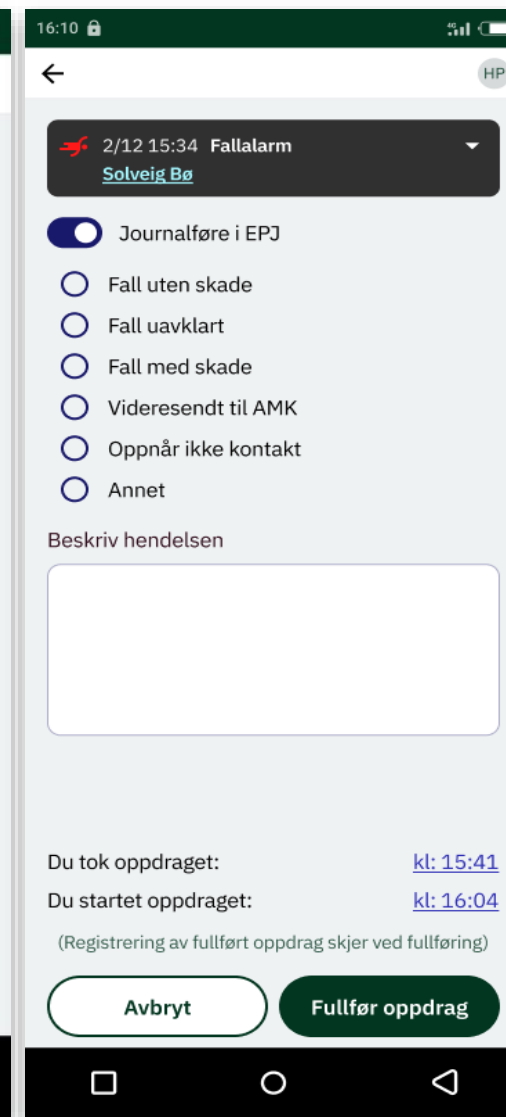 16:10
HP
2/12 15:34 Fallalarm
Solveig Bø
Journalføre i EPJ
Fall uten skade
Fall uavklart
Fall med skade
Videresendt til AMK
Oppnår ikke kontakt
Annet
Beskriv hendelsen
Du tok oppdraget: kl: 15:41
Du startet oppdraget: kl: 16:04
(Registrering av fullført oppdrag skjer ved fullføring)
Avbryt Fullfør oppdrag